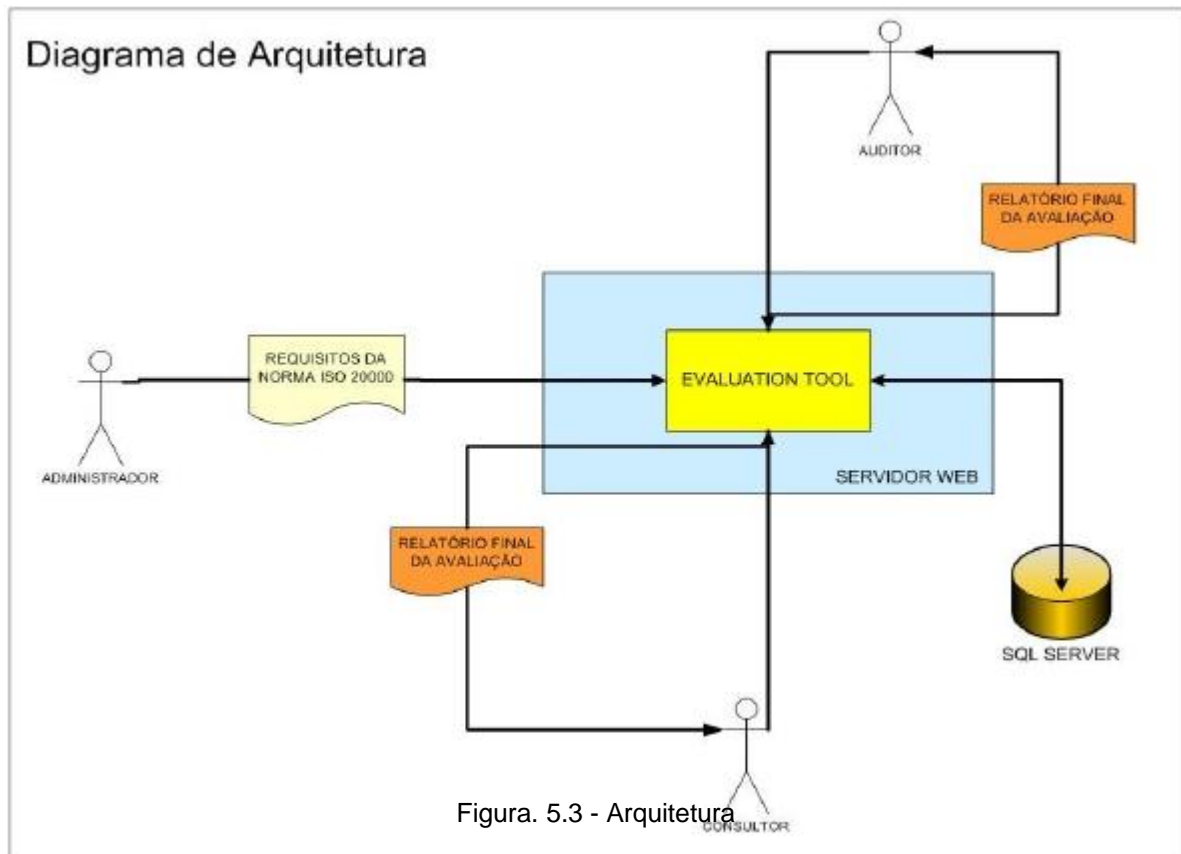 Diagrama de Arquitetura
AUDITOR
RELATÓRIO FINAL
DA AVALIAÇÃO
REQUISITOS DA
NORMA ISO 20000
EVALUATION TOOL
ADMINISTRADOR
SERVIDOR WEB
RELATÓRIO FINAL
DA AVALIAÇÃO
SQL SERVER
Figura. 5.3 - Arquitetura
CONSULTOR